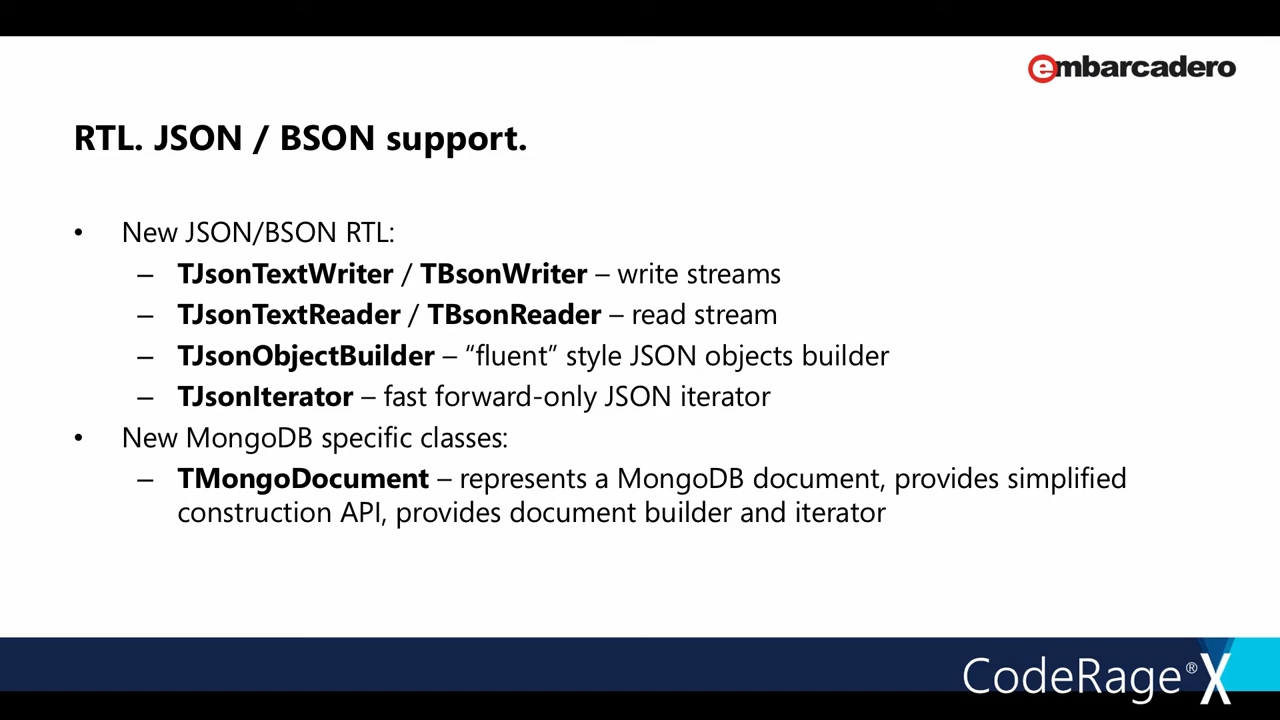 embarcadero
RTL. JSON / BSON support.
• New JSON/BSON RTL:
– TJsonTextWriter / TBsonWriter – write streams
– TJsonTextReader / TBsonReader – read stream
– TJsonObjectBuilder – “fluent” style JSON objects builder
– TJsonIterator – fast forward-only JSON iterator
• New MongoDB specific classes:
– TMongoDocument – represents a MongoDB document, provides simplified
construction API, provides document builder and iterator
CodeRage® X